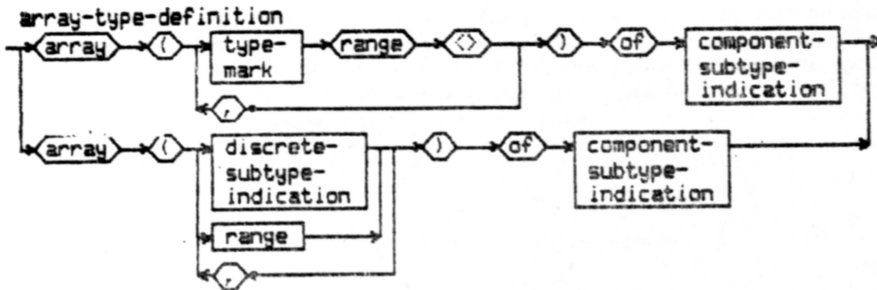 array-type-definition
array ( type-mark range <> ) of component-subtype-indication
,
array ( discrete-subtype-indication ) of component-subtype-indication
range
,